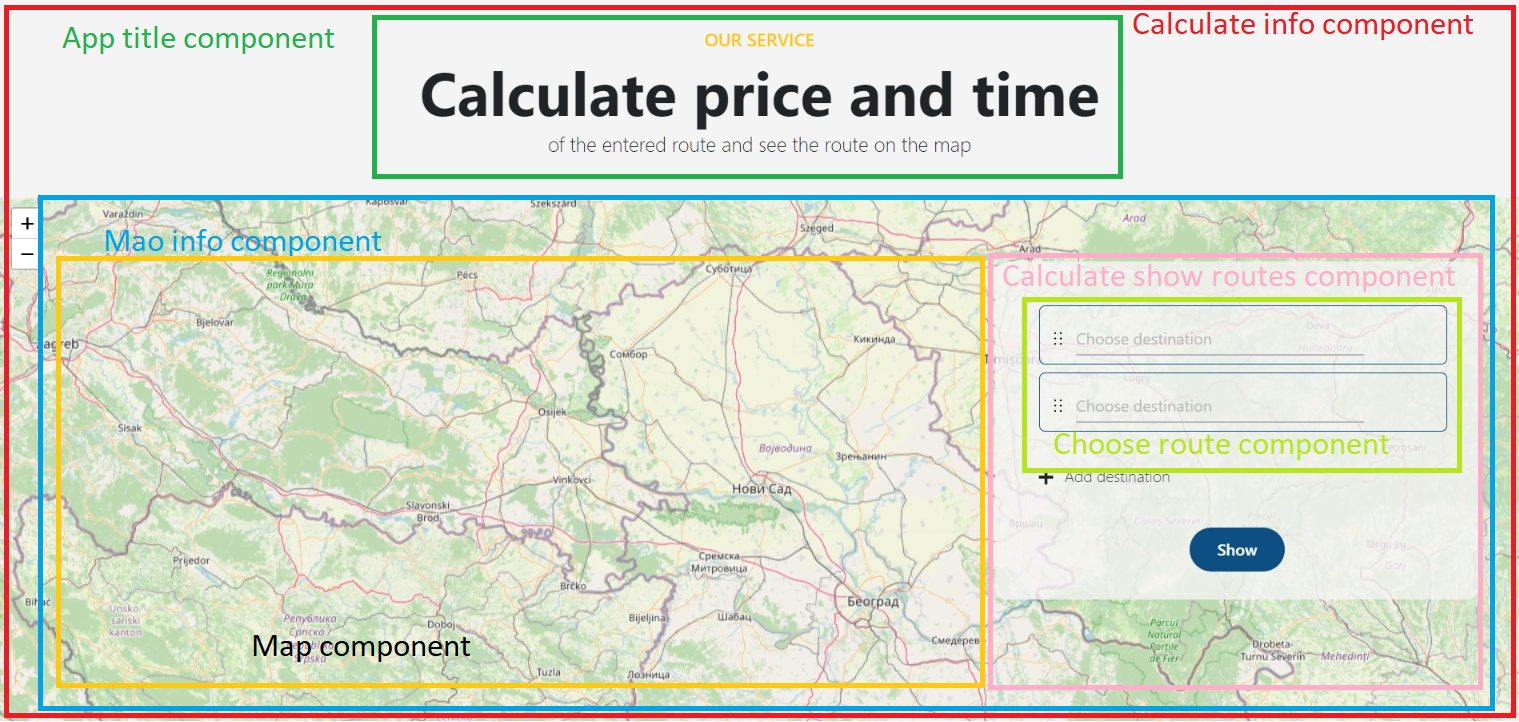 App title component
Calculate info component
OUR SERVICE
Calculate price and time
of the entered route and see the route on the map
+
−
Kaposvár
Szekszárd
Varaždin
Szeged
Arad
Arad
Mao info component
Суботица
Calculate show routes component
Regionalni
park Mura
- Drava
Pécs
Bjelovar
Deva
Hunedoara
Choose destination
Кикинда
Zagreb
Сомбор
Lugoj
Choose destination
Osijek
Sisak
Choose route component
Војводина
Зрењанин
Add destination
Vinkovci
Нови Сад
Slavonski
Brod
Вршац
Caraș-Severin
Show
Târgu Jiu
Gorj
Prijedor
Сремска
Митровица
Brčko
Bihać
Unsko-
sanski
kanton
Београд
Република
Српска /
Doboj
Bijeljina
Шабац
Map component
Смедерев
Parcul
Natural
Porțile
de Fier
Drobeta-
Turnu Severin
Mehedinți
Tuzla
Лозница